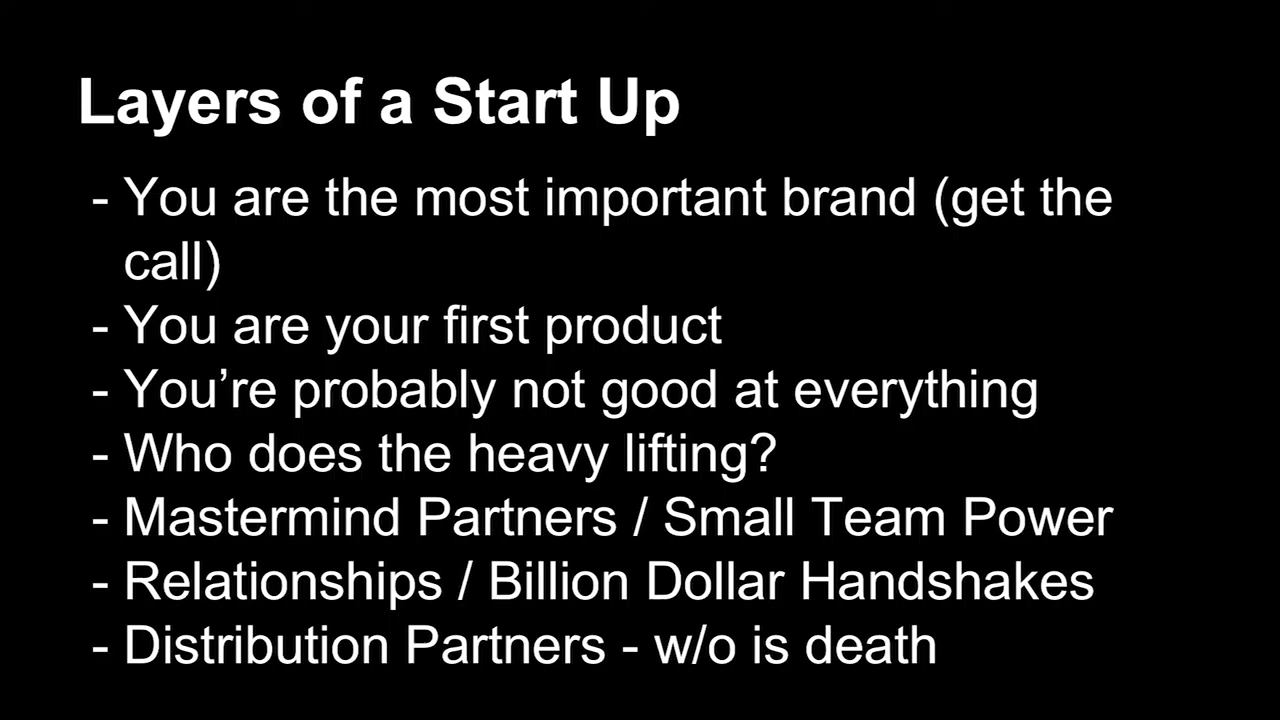 Layers of a Start Up
- You are the most important brand (get the
call)
- You are your first product
- You’re probably not good at everything
- Who does the heavy lifting?
- Mastermind Partners / Small Team Power
- Relationships / Billion Dollar Handshakes
- Distribution Partners - w/o is death